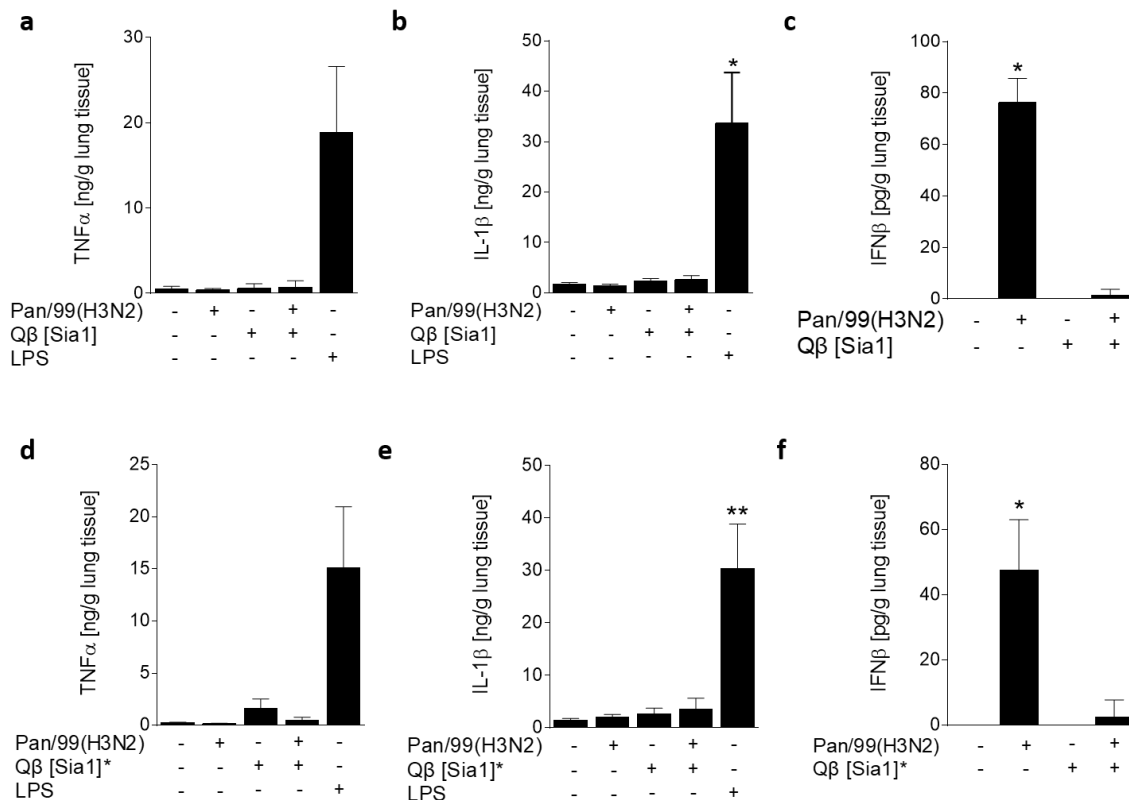 a
TNFα [ng/g lung tissue]
30
20
10
0
Pan/99(H3N2) - + - + -
Qβ [Sia1] - - + + -
LPS - - - - +
b
IL-1β [ng/g lung tissue]
50
40
30
20
10
0
*
Pan/99(H3N2) - + - + -
Qβ [Sia1] - - + + -
LPS - - - - +
c
IFNβ [pg/g lung tissue]
100
80
60
40
20
0
*
Pan/99(H3N2) - + - +
Qβ [Sia1] - - + +
d
TNFα [ng/g lung tissue]
25
20
15
10
5
0
Pan/99(H3N2) - + - + -
Qβ [Sia1]* - - + + -
LPS - - - - +
e
IL-1β [ng/g lung tissue]
50
40
30
20
10
0
**
Pan/99(H3N2) - + - + -
Qβ [Sia1]* - - + + -
LPS - - - - +
f
IFNβ [pg/g lung tissue]
80
60
40
20
0
*
Pan/99(H3N2) - + - +
Qβ [Sia1]* - - + +